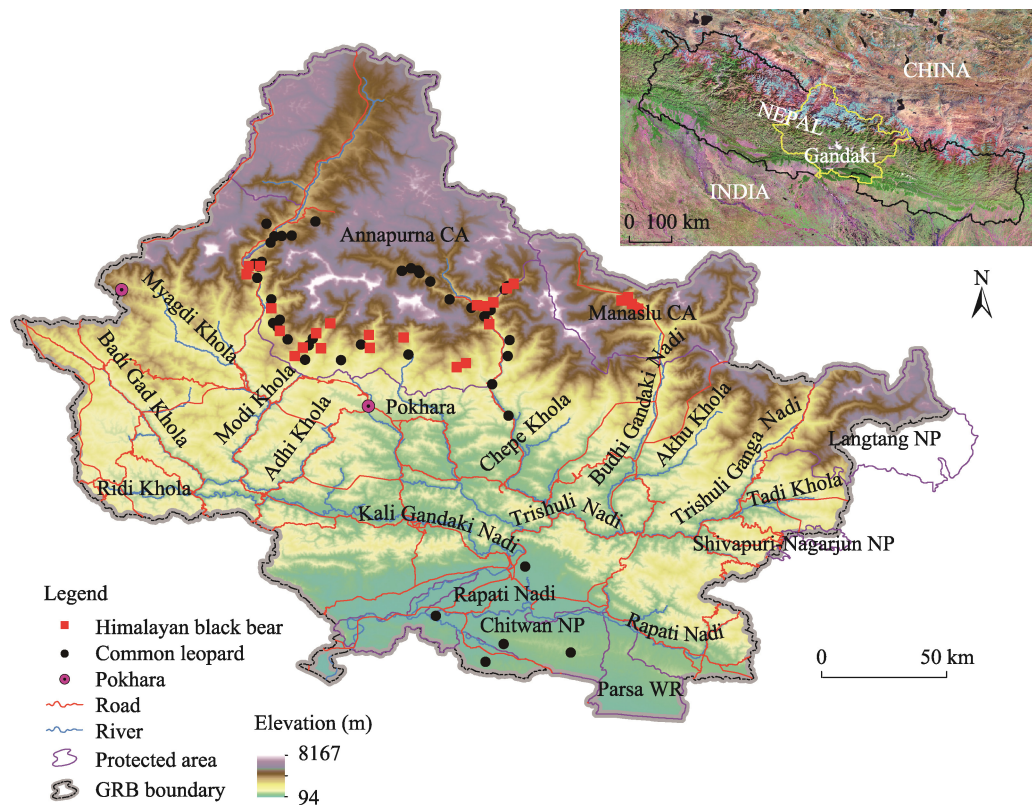 CHINA
NEPAL
Gandaki
INDIA
0 100 km
N
Annapurna CA
Manaslu CA
Myagdi Khola
Badi Gad Khola
Modi Khola
Adhi Khola
Pokhara
Chepe Khola
Budhi Gandaki Nadi
Akhu Khola
Trishuli Ganga Nadi
Langtang NP
Ridi Khola
Kali Gandaki Nadi
Trishuli Nadi
Tadi Khola
Shivapuri-Nagarjun NP
Rapati Nadi
Chitwan NP
Rapati Nadi
Parsa WR
0 50 km
Legend
Himalayan black bear
Common leopard
Pokhara
Road
River
Protected area
GRB boundary
Elevation (m)
8167
94